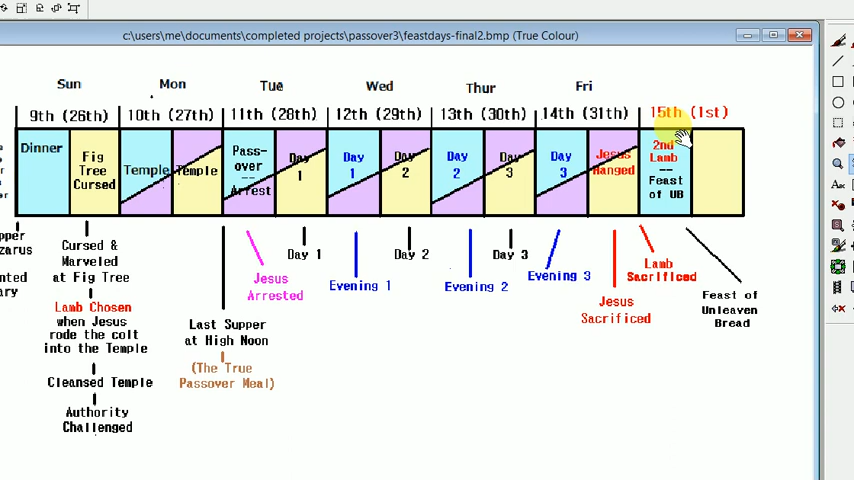 c:\users\me\documents\completed projects\passover3\feastdays-final2.bmp (True Colour)
Sun Mon Tue Wed Thur Fri
9th (26th) 10th (27th) 11th (28th) 12th (29th) 13th (30th) 14th (31th) 15th (1st)
Dinner
Fig
Tree
Cursed
Temple
Temple
Pass-
over
--
Arrest
Day
1
Day
1
Day
2
Day
2
Day
3
Day
3
Jesus
Hanged
2nd
Lamb
--
Feast
of UB
Cursed &
Marveled
at Fig Tree
Lamb Chosen
when Jesus
rode the colt
into the Temple
Cleansed Temple
Authority
Challenged
Last Supper
at High Noon
(The True
Passover Meal)
Jesus
Arrested
Day 1
Evening 1
Day 2
Evening 2
Day 3
Evening 3
Jesus
Sacrificed
Lamb
Sacrificed
Feast of
Unleaven
Bread